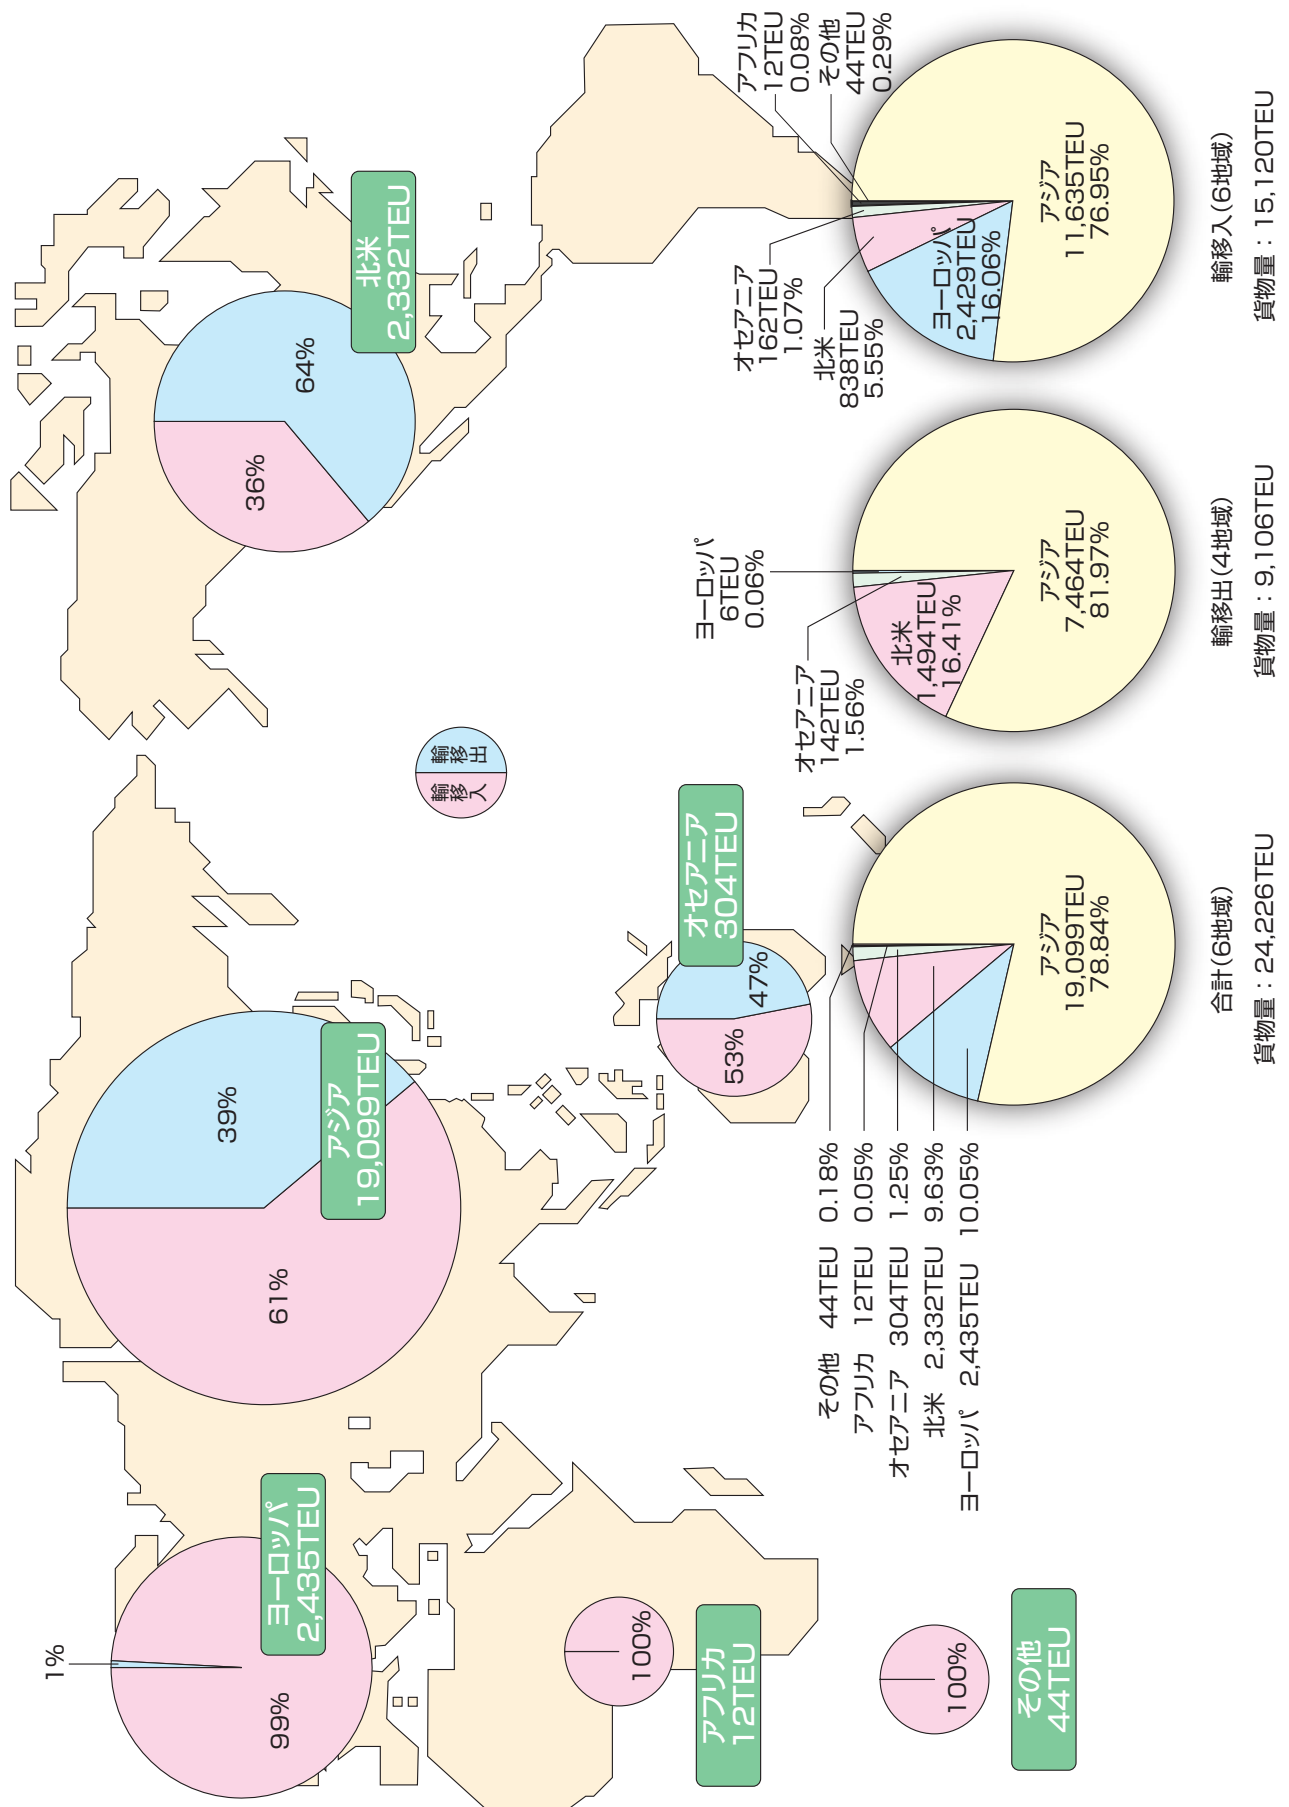 1%
99%
ヨーロッパ
2,435TEU
39%
61%
アジア
19,099TEU
36%
64%
北米
2,332TEU
輸移入
輸移出
100%
アフリカ
12TEU
53%
47%
オセアニア
304TEU
100%
その他
44TEU
その他 44TEU 0.18%
アフリカ 12TEU 0.05%
オセアニア 304TEU 1.25%
北米 2,332TEU 9.63%
ヨーロッパ 2,435TEU 10.05%
アジア
19,099TEU
78.84%
合計(6地域)
貨物量:24,226TEU
ヨーロッパ
6TEU
0.06%
オセアニア
142TEU
1.56%
北米
1,494TEU
16.41%
アジア
7,464TEU
81.97%
輸移出(4地域)
貨物量:9,106TEU
アフリカ
12TEU
0.08%
その他
44TEU
0.29%
オセアニア
162TEU
1.07%
北米
838TEU
5.55%
ヨーロッパ
2,429TEU
16.06%
アジア
11,635TEU
76.95%
輸移入(6地域)
貨物量:15,120TEU